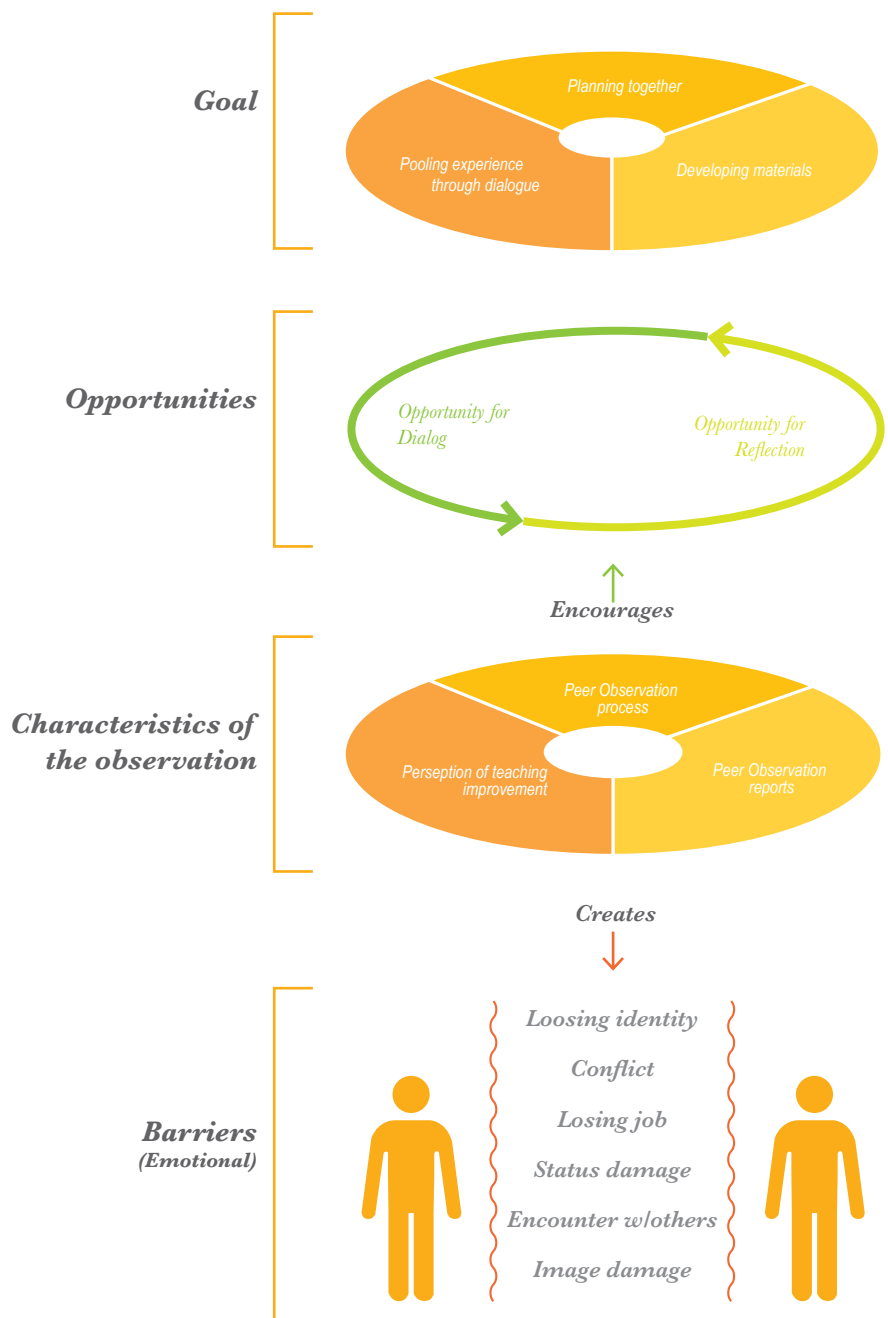 Goal
Planning together
Pooling experience
through dialogue
Developing materials
Opportunities
Opportunity for
Dialog
Opportunity for
Reflection
Encourages
Characteristics of
the observation
Peer Observation
process
Perseption of teaching
improvement
Peer Observation
reports
Creates
Barriers
(Emotional)
Loosing identity
Conflict
Losing job
Status damage
Encounter w/others
Image damage